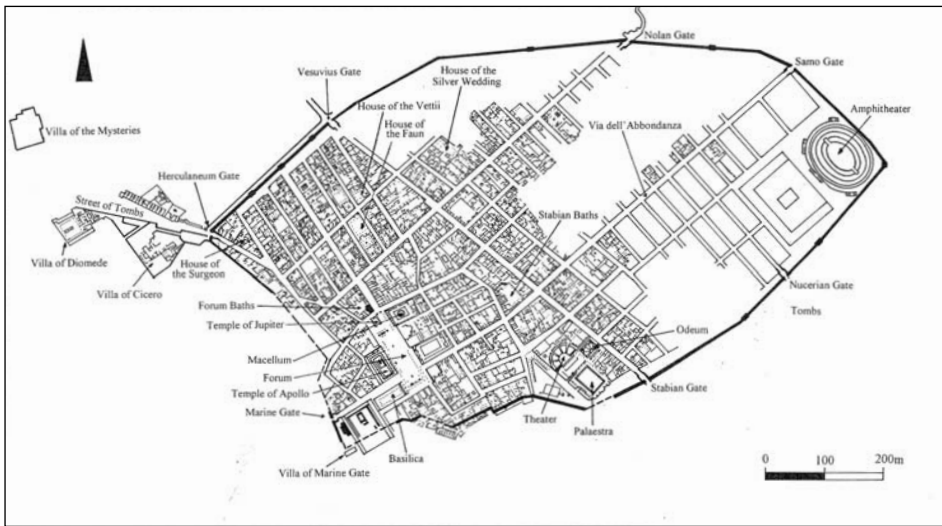 Nolan Gate
Samo Gate
Vesuvius Gate
House of the
Silver Wedding
House of the Vettii
House of
the Faun
Amphitheater
Via dell'Abbondanza
Villa of the Mysteries
Herculaneum Gate
Street of Tombs
Stabian Baths
Villa of Diomede
House of
the Surgeon
Villa of Cicero
Nucerian Gate
Tombs
Forum Baths
Temple of Jupiter
Odeum
Macellum
Forum
Temple of Apollo
Stabian Gate
Marine Gate
Theater
Palaestra
Basilica
Villa of Marine Gate
0 100 200m